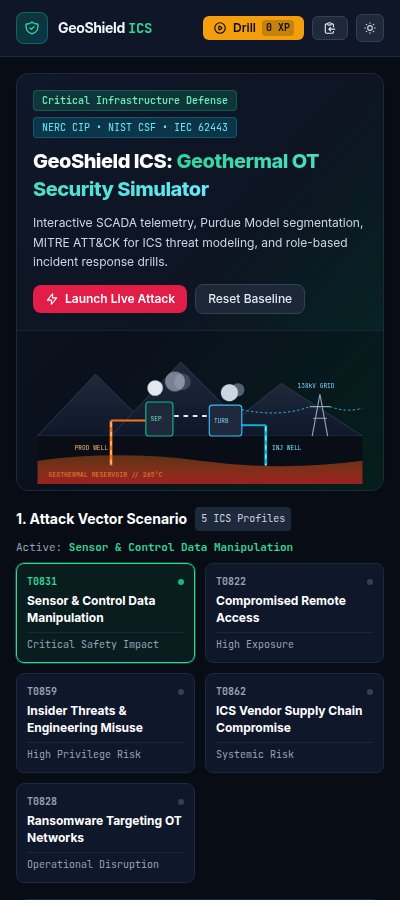 GeoShield ICS
Drill 0 XP
Critical Infrastructure Defense
NERC CIP • NIST CSF • IEC 62443
GeoShield ICS: Geothermal OT
Security Simulator
Interactive SCADA telemetry, Purdue Model segmentation,
MITRE ATT&CK for ICS threat modeling, and role-based
incident response drills.
Launch Live Attack
Reset Baseline
138kV GRID
SEP
TURB
PROD WELL
INJ WELL
GEOTHERMAL RESERVOIR // 265°C
1. Attack Vector Scenario
5 ICS Profiles
Active: Sensor & Control Data Manipulation
T0831
Sensor & Control Data
Manipulation
Critical Safety Impact
T0822
Compromised Remote
Access
High Exposure
T0859
Insider Threats &
Engineering Misuse
High Privilege Risk
T0862
ICS Vendor Supply Chain
Compromise
Systemic Risk
T0828
Ransomware Targeting OT
Networks
Operational Disruption